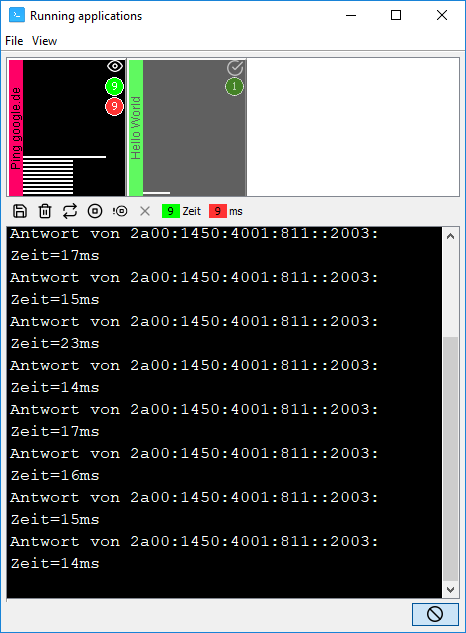 Running applications
File View
Ping google.de
9
9
Hello World
1
9 Zeit 9 ms
Antwort von 2a00:1450:4001:811::2003:
Zeit=17ms
Antwort von 2a00:1450:4001:811::2003:
Zeit=15ms
Antwort von 2a00:1450:4001:811::2003:
Zeit=23ms
Antwort von 2a00:1450:4001:811::2003:
Zeit=14ms
Antwort von 2a00:1450:4001:811::2003:
Zeit=17ms
Antwort von 2a00:1450:4001:811::2003:
Zeit=16ms
Antwort von 2a00:1450:4001:811::2003:
Zeit=15ms
Antwort von 2a00:1450:4001:811::2003:
Zeit=14ms